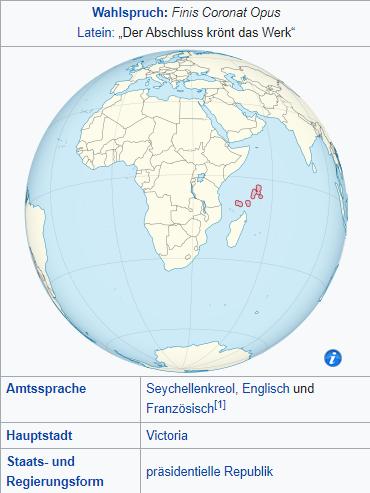 Wahlspruch: Finis Coronat Opus
Latein: „Der Abschluss krönt das Werk“
i
Amtssprache
Seychellenkreol, Englisch und
Französisch[1]
Hauptstadt
Victoria
Staats- und
Regierungsform
präsidentielle Republik